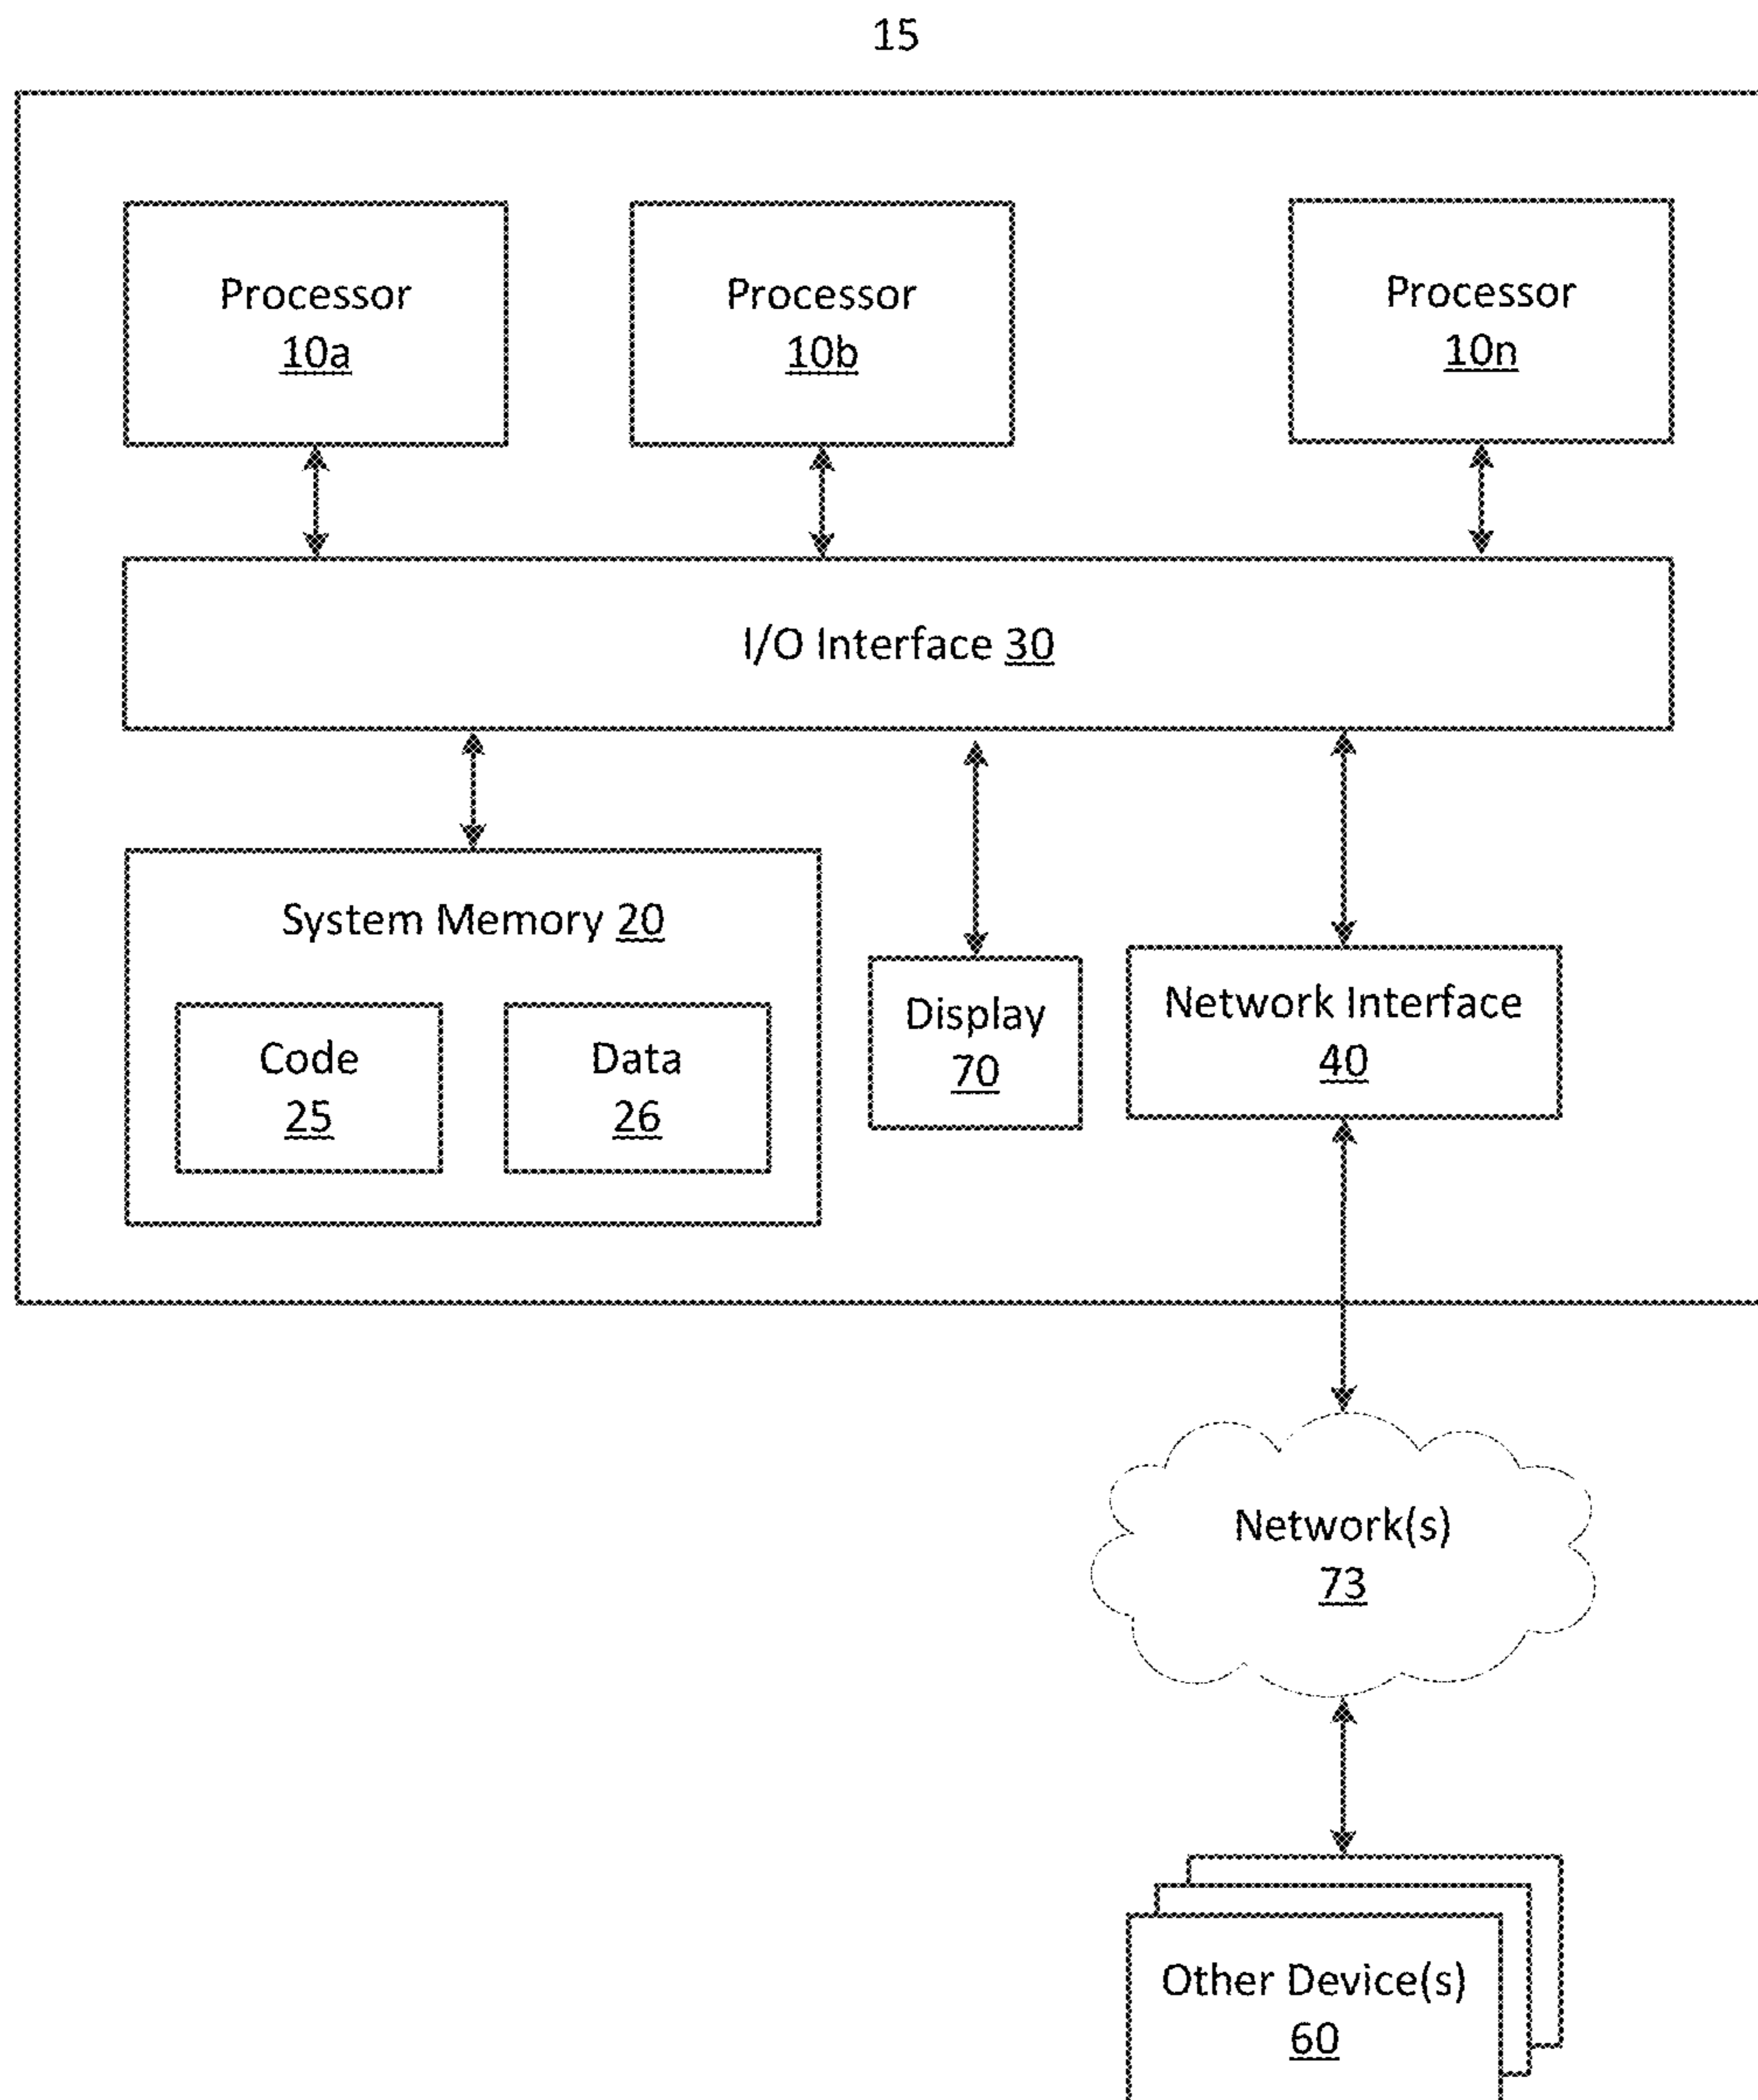 15
Processor
10a
Processor
10b
Processor
10n
I/O Interface 30
System Memory 20
Code
25
Data
26
Display
70
Network Interface
40
Network(s)
73
Other Device(s)
60